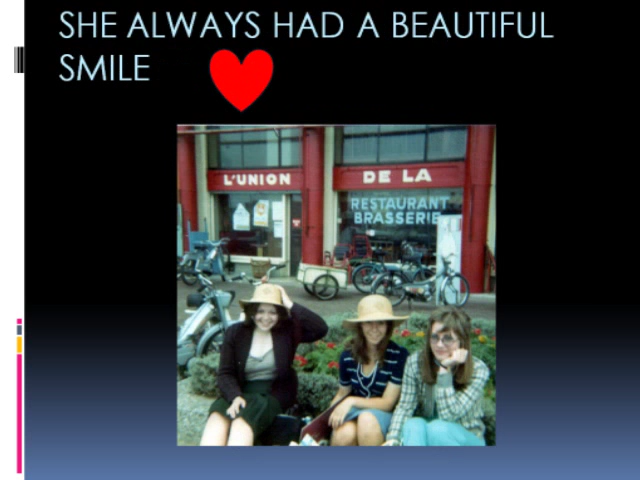 SHE ALWAYS HAD A BEAUTIFUL
SMILE
L'UNION
DE LA
RESTAURANT
BRASSERIE